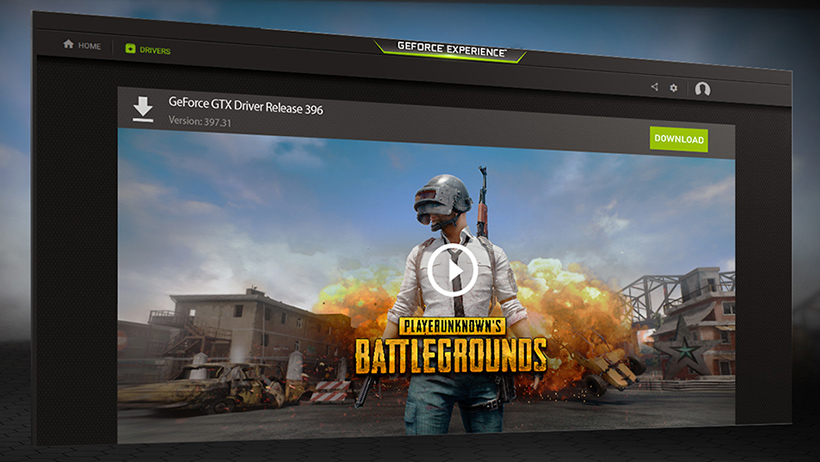 GEFORCE EXPERIENCE
HOME
DRIVERS
GeForce GTX Driver Release 396
Version: 397.31
DOWNLOAD
PLAYERUNKNOWN'S
BATTLEGROUNDS